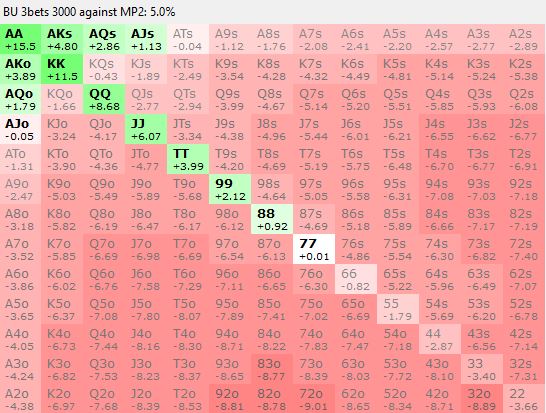 BU 3bets 3000 against MP2: 5.0%
AA AKs AQs AJs ATs A9s A8s A7s A6s A5s A4s A3s A2s
+15.5 +4.80 +2.86 +1.13 -0.04 -1.12 -1.76 -2.08 -2.41 -2.20 -2.57 -2.77 -2.89
AKo KK KQs KJs KTs K9s K8s K7s K6s K5s K4s K3s K2s
+3.89 +11.5 -0.43 -1.89 -2.49 -3.54 -4.28 -4.32 -4.49 -4.81 -5.14 -5.24 -5.38
AQo KQo QQ QJs QTs Q9s Q8s Q7s Q6s Q5s Q4s Q3s Q2s
+1.79 -1.66 +8.68 -2.77 -2.94 -3.99 -4.67 -5.14 -5.20 -5.51 -5.85 -5.93 -6.08
AJo KJo QJo JJ JTs J9s J8s J7s J6s J5s J4s J3s J2s
-0.05 -3.24 -4.17 +6.07 -3.34 -4.38 -4.96 -5.44 -6.01 -6.21 -6.55 -6.62 -6.77
ATo KTo QTo JTo TT T9s T8s T7s T6s T5s T4s T3s T2s
-1.31 -3.90 -4.36 -4.77 +3.99 -4.20 -4.69 -5.19 -5.75 -6.48 -6.70 -6.77 -6.91
A9o K9o Q9o J9o T9o 99 98s 97s 96s 95s 94s 93s 92s
-2.47 -5.03 -5.49 -5.89 -5.68 +2.12 -4.64 -5.05 -5.58 -6.31 -7.08 -7.03 -7.18
A8o K8o Q8o J8o T8o 98o 88 87s 86s 85s 84s 83s 82s
-3.18 -5.82 -6.19 -6.47 -6.17 -6.12 +0.92 -4.69 -5.18 -5.89 -6.66 -7.17 -7.19
A7o K7o Q7o J7o T7o 97o 87o 77 76s 75s 74s 73s 72s
-3.52 -5.85 -6.69 -6.98 -6.69 -6.54 -6.13 +0.01 -4.86 -5.54 -6.30 -6.82 -7.40
A6o K6o Q6o J6o T6o 96o 86o 76o 66 65s 64s 63s 62s
-3.86 -6.02 -6.76 -7.58 -7.29 -7.11 -6.65 -6.30 -0.82 -5.22 -5.96 -6.49 -7.07
A5o K5o Q5o J5o T5o 95o 85o 75o 65o 55 54s 53s 52s
-3.65 -6.37 -7.08 -7.80 -8.07 -7.89 -7.41 -7.02 -6.69 -1.79 -5.69 -6.20 -6.78
A4o K4o Q4o J4o T4o 94o 84o 74o 64o 54o 44 43s 42s
-4.05 -6.73 -7.44 -8.16 -8.30 -8.71 -8.22 -7.83 -7.47 -7.18 -2.87 -6.56 -7.14
A3o K3o Q3o J3o T3o 93o 83o 73o 63o 53o 43o 33 32s
-4.24 -6.82 -7.53 -8.23 -8.37 -8.65 -8.77 -8.39 -8.03 -7.72 -8.10 -3.40 -7.31
A2o K2o Q2o J2o T2o 92o 82o 72o 62o 52o 42o 32o 22
-4.38 -6.97 -7.68 -8.39 -8.53 -8.81 -8.78 -9.01 -8.65 -8.34 -8.72 -8.91 -3.66